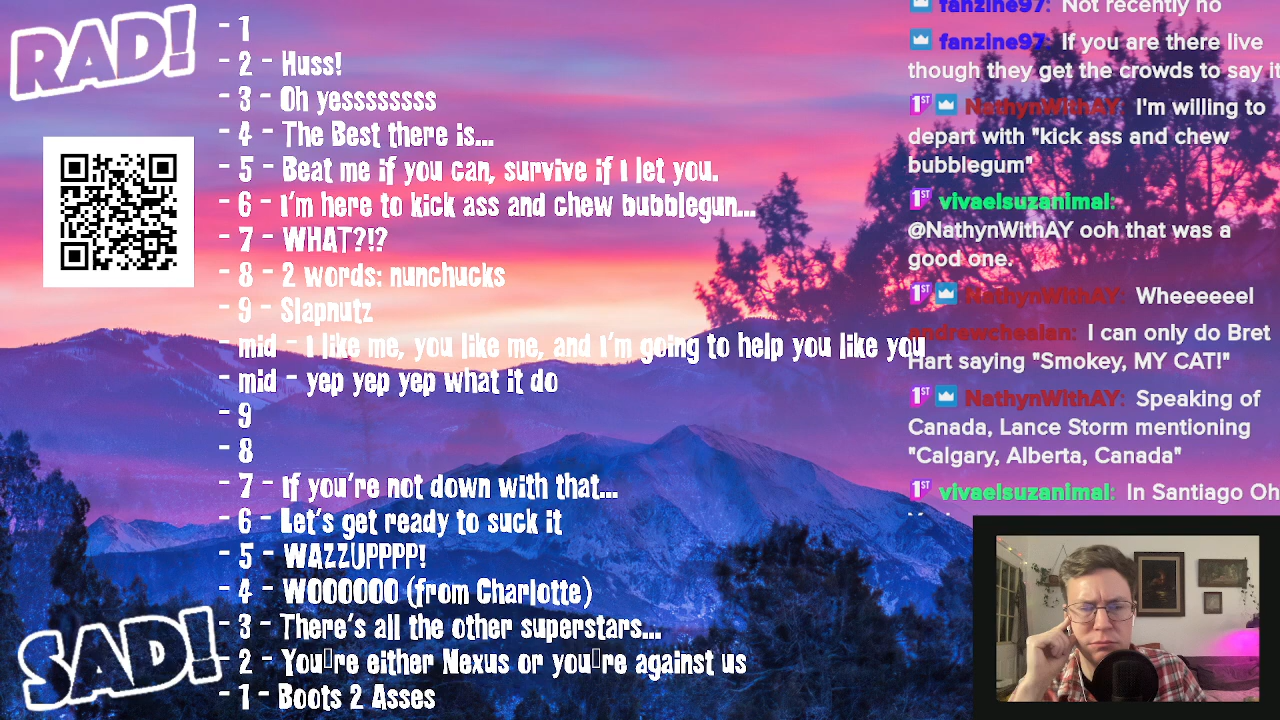 RAD!
- 1
- 2 - Huss!
- 3 - Oh yessssssss
- 4 - The Best there is...
- 5 - Beat me if you can, survive if I let you.
- 6 - I'm here to kick ass and chew bubblegun...
- 7 - WHAT?!?
- 8 - 2 words: nunchucks
- 9 - Slapnutz
- mid - I like me, you like me, and I'm going to help you like you
- mid - yep yep yep what it do
- 9
- 8
- 7 - If you're not down with that...
- 6 - Let's get ready to suck it
- 5 - WAZZUPPPP!
- 4 - WOOOOOO (from Charlotte)
- 3 - There's all the other superstars...
- 2 - You▯re either Nexus or you▯re against us
- 1 - Boots 2 Asses
SAD!
fanzine97: Not recently no
fanzine97: If you are there live
though they get the crowds to say it
1ST NathynWithAY: I'm willing to
depart with "kick ass and chew
bubblegum"
1ST vivaelsuzanimal:
@NathynWithAY ooh that was a
good one.
1ST NathynWithAY: Wheeeeeel
andrewchealan: I can only do Bret
Hart saying "Smokey, MY CAT!"
1ST NathynWithAY: Speaking of
Canada, Lance Storm mentioning
"Calgary, Alberta, Canada"
1ST vivaelsuzanimal: In Santiago Oh